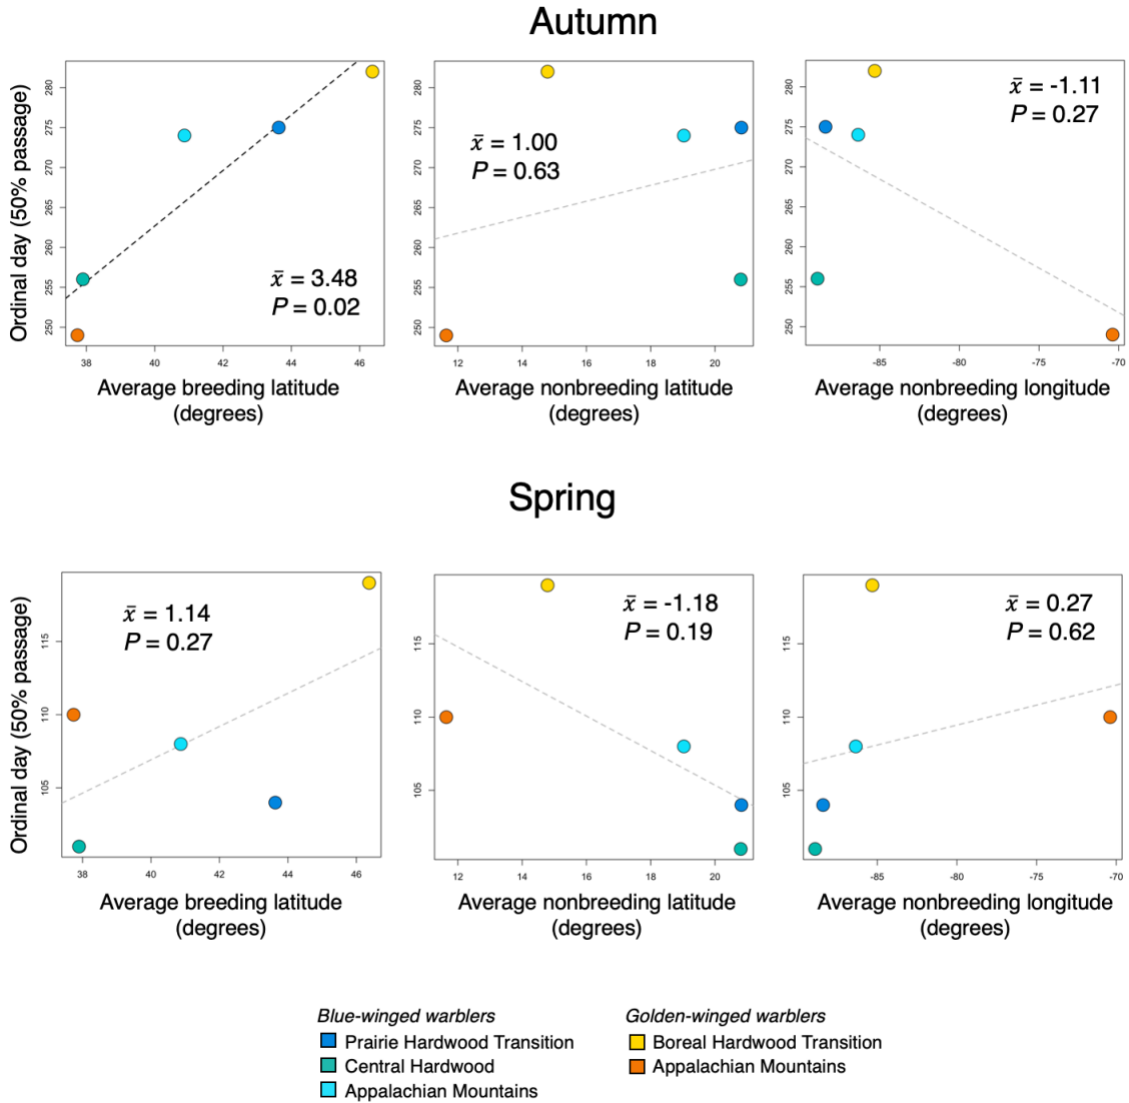 Autumn
Ordinal day (50% passage)
250 255 260 265 270 275 280
x̄ = 3.48
P = 0.02
38 40 42 44 46
Average breeding latitude
(degrees)
250 255 260 265 270 275 280
x̄ = 1.00
P = 0.63
12 14 16 18 20
Average nonbreeding latitude
(degrees)
250 255 260 265 270 275 280
x̄ = -1.11
P = 0.27
-85 -80 -75 -70
Average nonbreeding longitude
(degrees)
Spring
Ordinal day (50% passage)
105 110 115
x̄ = 1.14
P = 0.27
38 40 42 44 46
Average breeding latitude
(degrees)
105 110 115
x̄ = -1.18
P = 0.19
12 14 16 18 20
Average nonbreeding latitude
(degrees)
105 110 115
x̄ = 0.27
P = 0.62
-85 -80 -75 -70
Average nonbreeding longitude
(degrees)
Blue-winged warblers
Prairie Hardwood Transition
Central Hardwood
Appalachian Mountains
Golden-winged warblers
Boreal Hardwood Transition
Appalachian Mountains